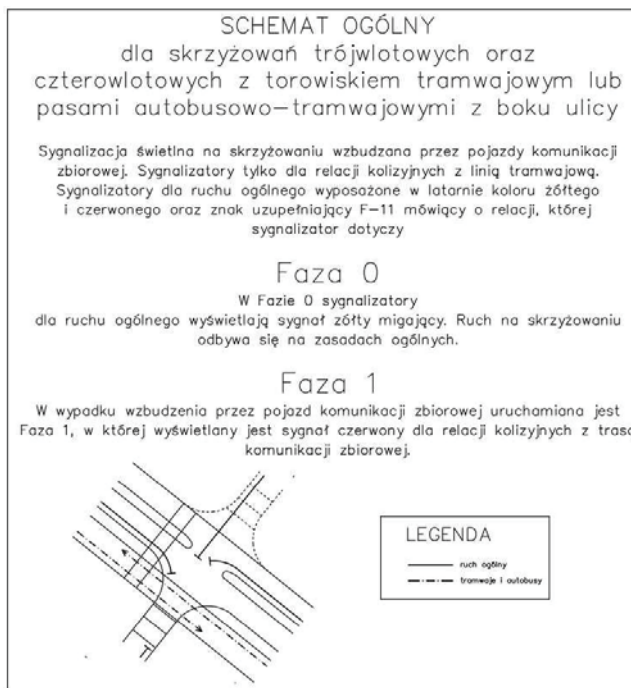 SCHEMAT OGÓLNY
dla skrzyżowań trójwlotowych oraz
czterowlotowych z torowiskiem tramwajowym lub
pasami autobusowo-tramwajowymi z boku ulicy
Sygnalizacja świetlna na skrzyżowaniu wzbudzana przez pojazdy komunikacji
zbiorowej. Sygnalizatory tylko dla relacji kolizyjnych z linią tramwajową.
Sygnalizatory dla ruchu ogólnego wyposażone w latarnie koloru żółtego
i czerwonego oraz znak uzupełniający F-11 mówiący o relacji, której
sygnalizator dotyczy
Faza 0
W Fazie 0 sygnalizatory
dla ruchu ogólnego wyświetlają sygnał zółty migający. Ruch na skrzyżowaniu
odbywa się na zasadach ogólnych.
Faza 1
W wypadku wzbudzenia przez pojazd komunikacji zbiorowej uruchamiana jest
Faza 1, w której wyświetlany jest sygnał czerwony dla relacji kolizyjnych z trasą
komunikacji zbiorowej.
LEGENDA
ruch ogólny
tramwaje i autobusy